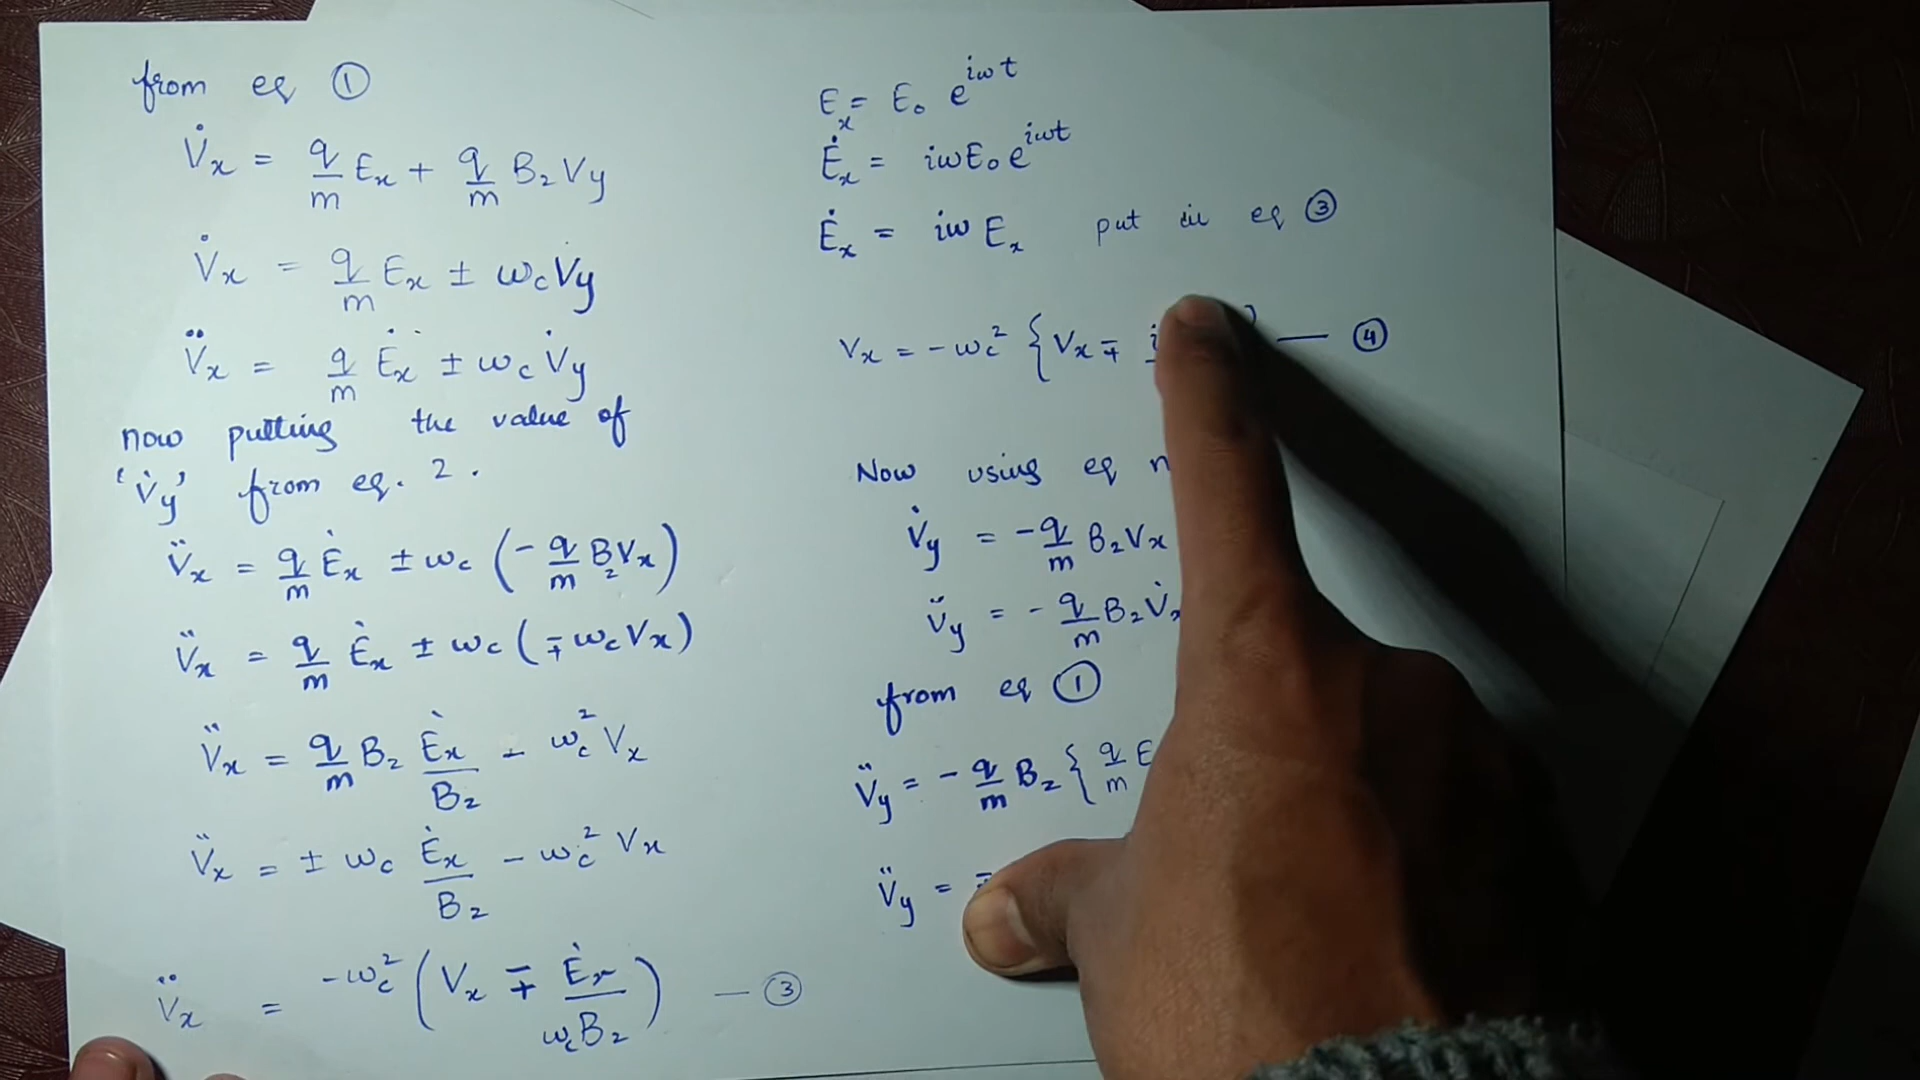 from eq ①
V̇x = q/m Ex + q/m Bz Vy
V̇x = q/m Ex ± ωc Vy
V̈x = q/m Ėx ± ωc V̇y
now putting the value of
'V̇y' from eq. 2.
V̈x = q/m Ėx ± ωc (- q/m Bz Vx)
V̈x = q/m Ėx ± ωc (∓ ωc Vx)
V̈x = q/m Bz Ėx/Bz - ωc² Vx
V̈x = ± ωc Ėx/Bz - ωc² Vx
V̈x = -ωc² (Vx ∓ Ėx/ωcBz) — ③
Ex = E₀ e^iωt
Ėx = iωE₀e^iωt
Ėx = iω Ex put in eq ③
Vx = -ωc² { Vx ∓ } — ④
Now using eq
V̇y = - q/m Bz Vx
V̈y = - q/m Bz V̇x
from eq ①
V̈y = - q/m Bz { q/m E
V̈y =